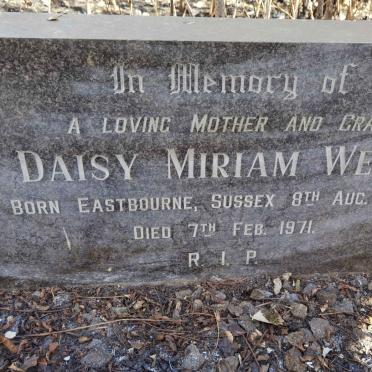 In Memory of
A LOVING MOTHER AND GRA
DAISY MIRIAM WE
BORN EASTBOURNE, SUSSEX 8TH AUG.
DIED 7TH FEB. 1971.
R I P